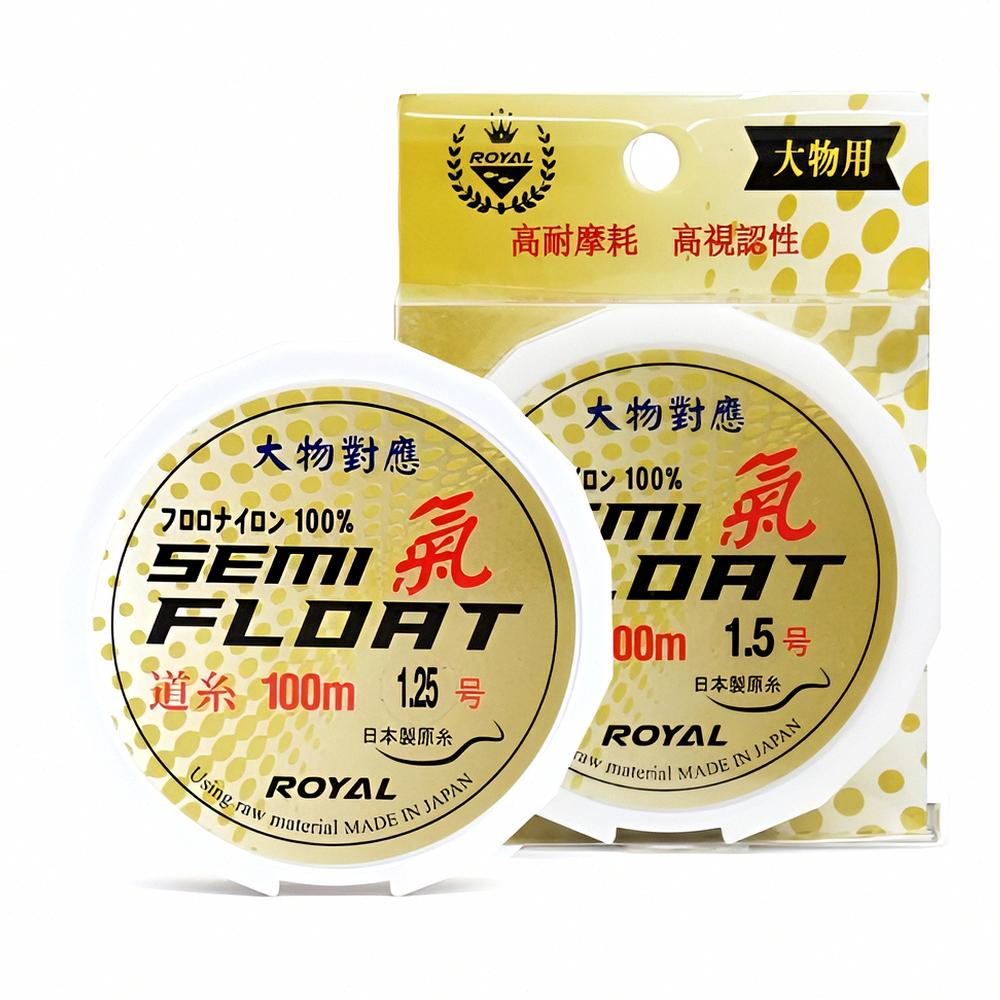 ROYAL
大物用
高耐摩耗 高視認性
大物對應
フロロナイロン 100%
SEMI 氣
FLOAT
道糸 100m 1.25 号
日本製原糸
ROYAL
Using raw material MADE IN JAPAN
大物對應
イロン 100%
EMI 氣
LOAT
00m 1.5 号
日本製原糸
ROYAL
raw material MADE IN JAPAN